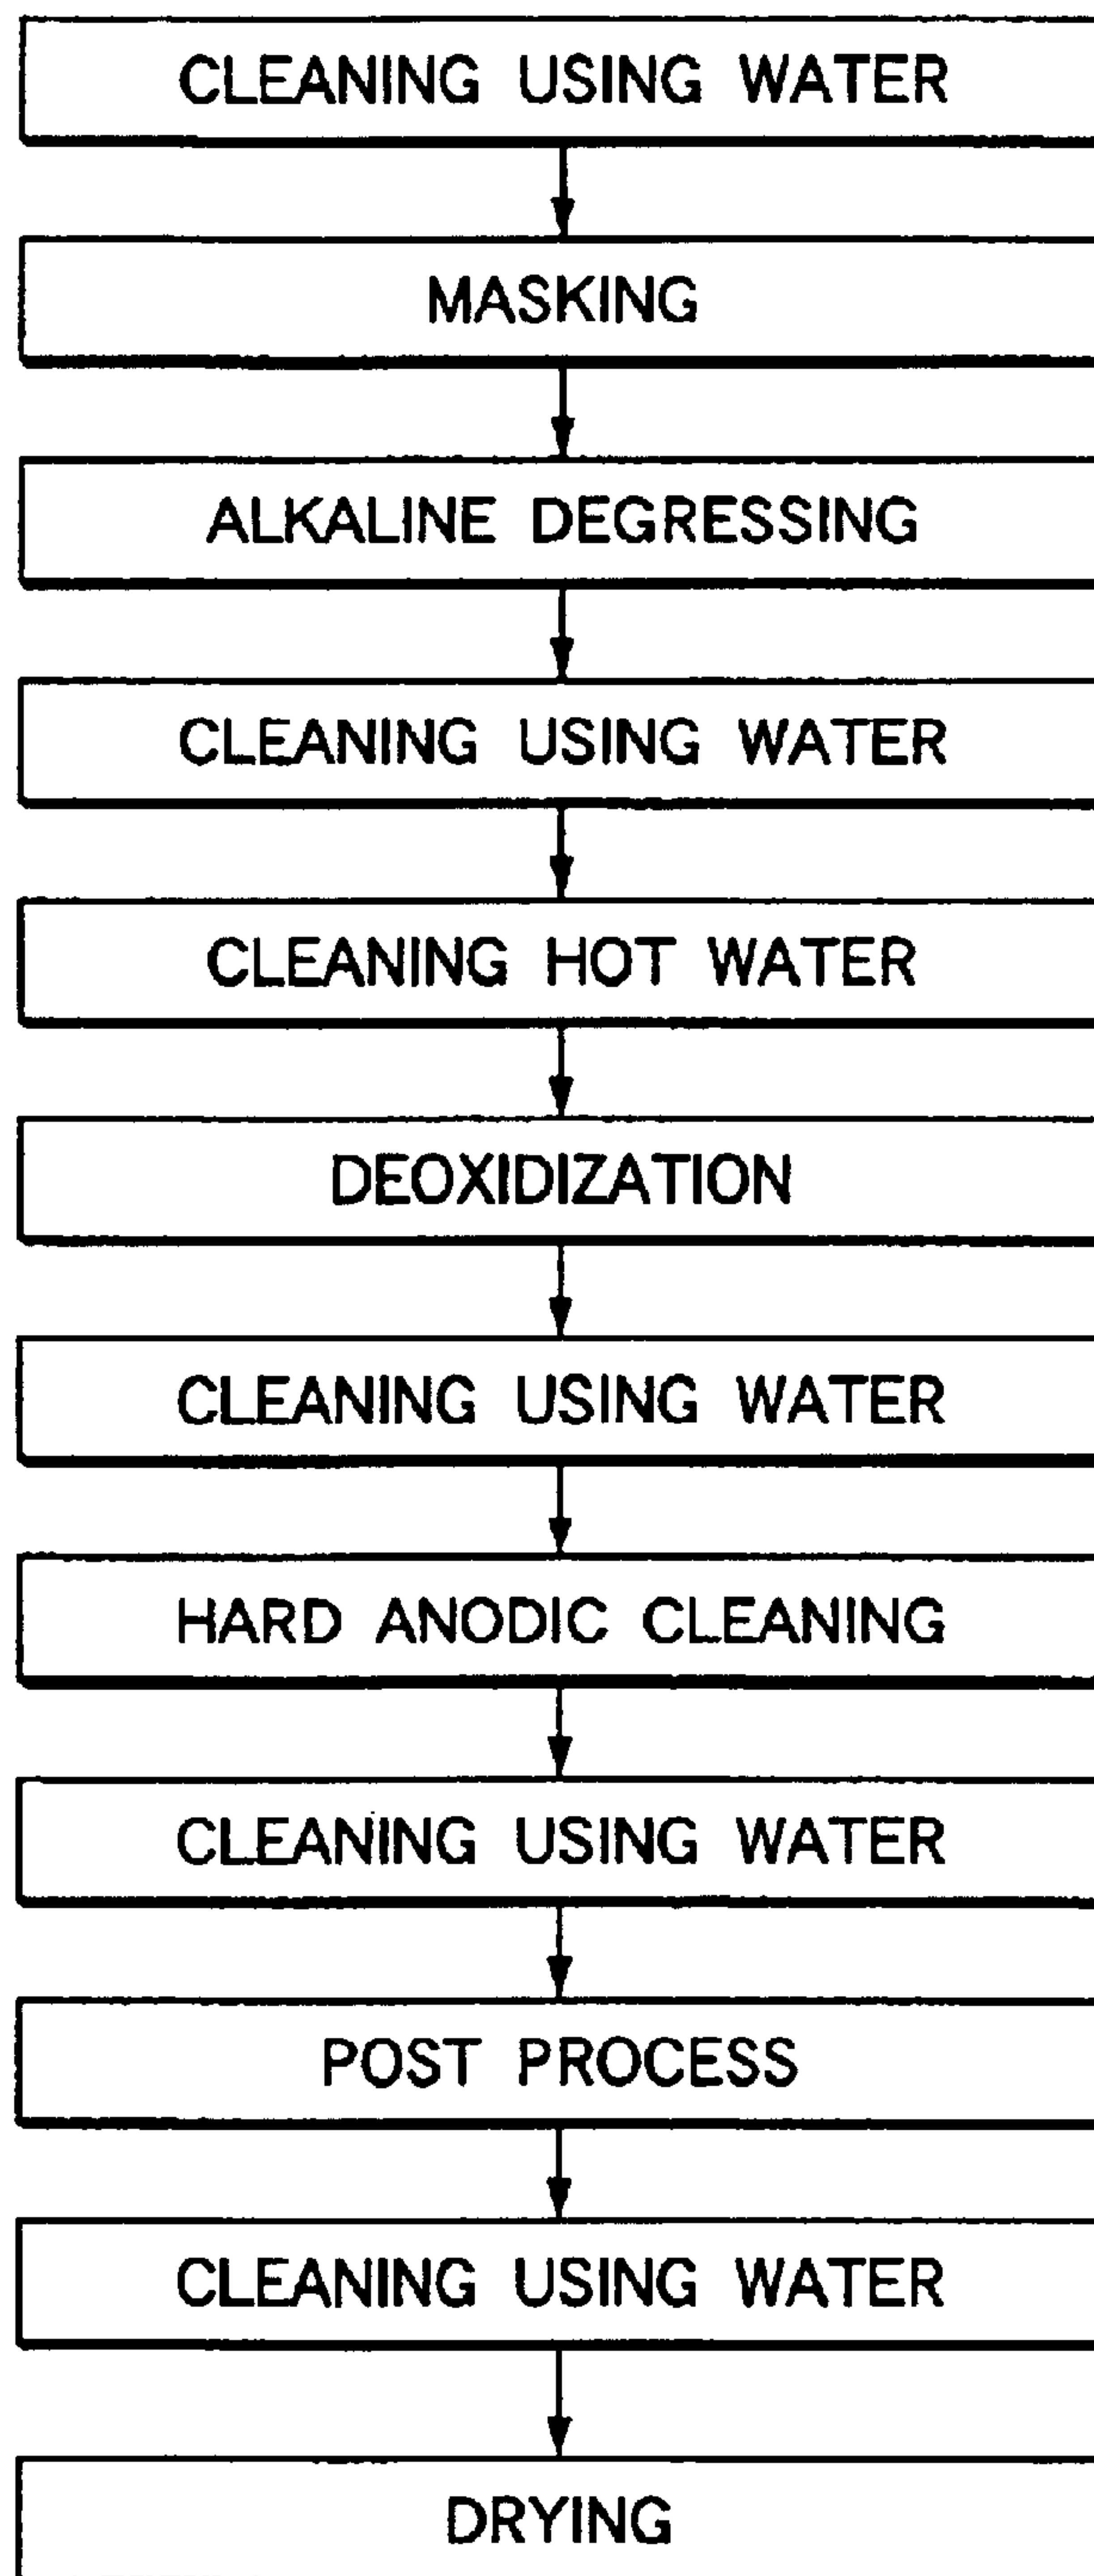 CLEANING USING WATER
MASKING
ALKALINE DEGRESSING
CLEANING USING WATER
CLEANING HOT WATER
DEOXIDIZATION
CLEANING USING WATER
HARD ANODIC CLEANING
CLEANING USING WATER
POST PROCESS
CLEANING USING WATER
DRYING